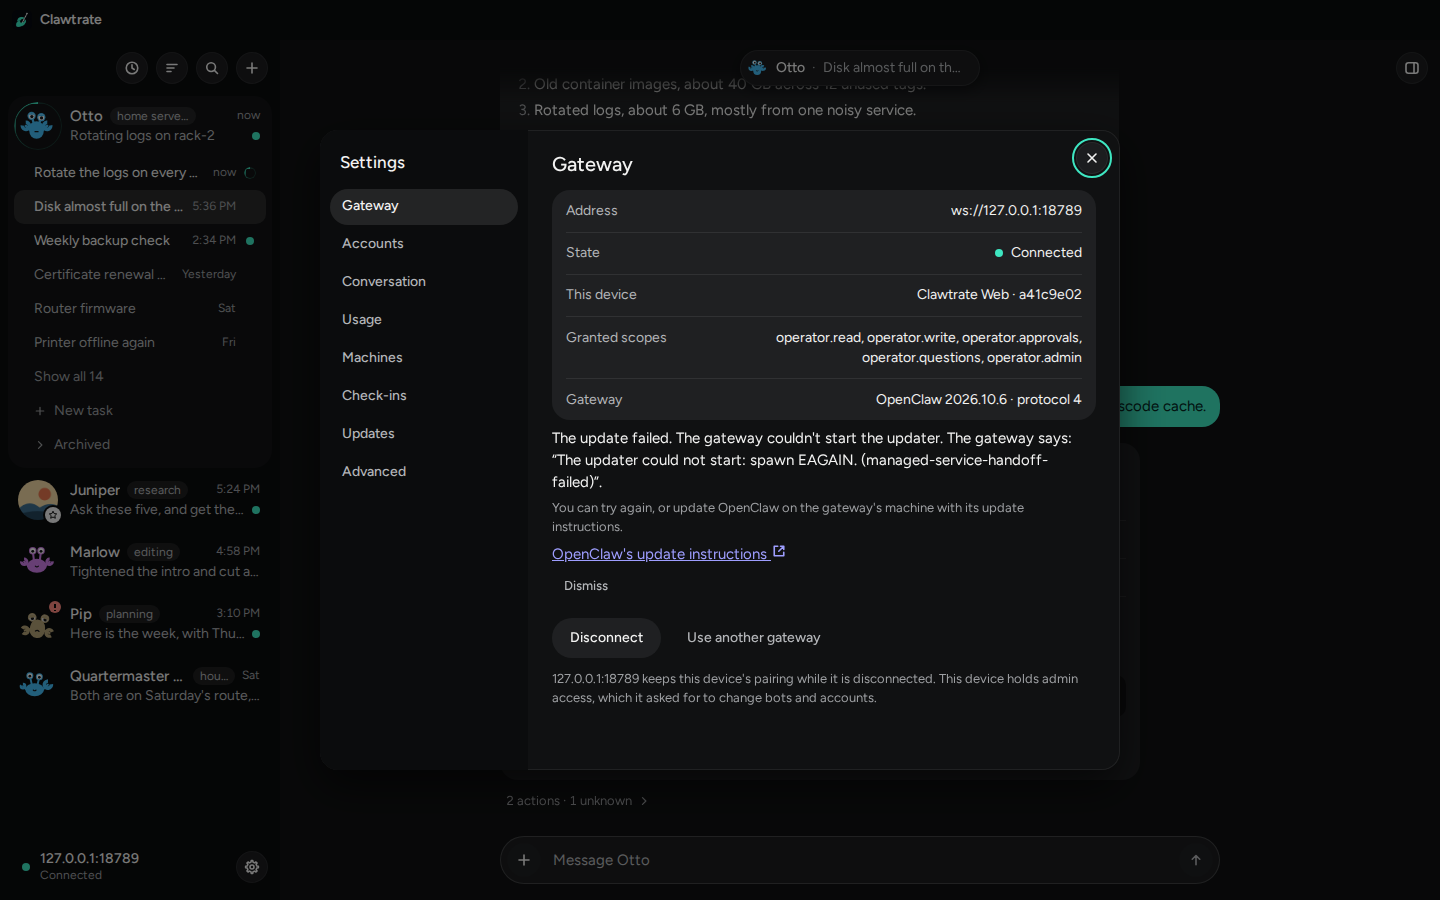 Clawtrate
Otto · Disk almost full on th...
Otto home serve... now
Rotating logs on rack-2
Rotate the logs on every ... now
Disk almost full on the ... 5:36 PM
Weekly backup check 2:34 PM
Certificate renewal ... Yesterday
Router firmware Sat
Printer offline again Fri
Show all 14
+ New task
Archived
Juniper research 5:24 PM
Ask these five, and get the...
Marlow editing 4:58 PM
Tightened the intro and cut a...
Pip planning 3:10 PM
Here is the week, with Thu...
Quartermaster ... hou... Sat
Both are on Saturday's route,...
127.0.0.1:18789
Connected
2. Old container images, about 40 GB across 12 unused tags.
3. Rotated logs, about 6 GB, mostly from one noisy service.
Settings
Gateway
Accounts
Conversation
Usage
Machines
Check-ins
Updates
Advanced
Gateway
Address ws://127.0.0.1:18789
State Connected
This device Clawtrate Web · a41c9e02
Granted scopes operator.read, operator.write, operator.approvals,
operator.questions, operator.admin
Gateway OpenClaw 2026.10.6 · protocol 4
The update failed. The gateway couldn't start the updater. The gateway says:
“The updater could not start: spawn EAGAIN. (managed-service-handoff-
failed)”.
You can try again, or update OpenClaw on the gateway's machine with its update
instructions.
OpenClaw's update instructions
Dismiss
Disconnect Use another gateway
127.0.0.1:18789 keeps this device's pairing while it is disconnected. This device holds admin
access, which it asked for to change bots and accounts.
scode cache.
2 actions · 1 unknown
Message Otto